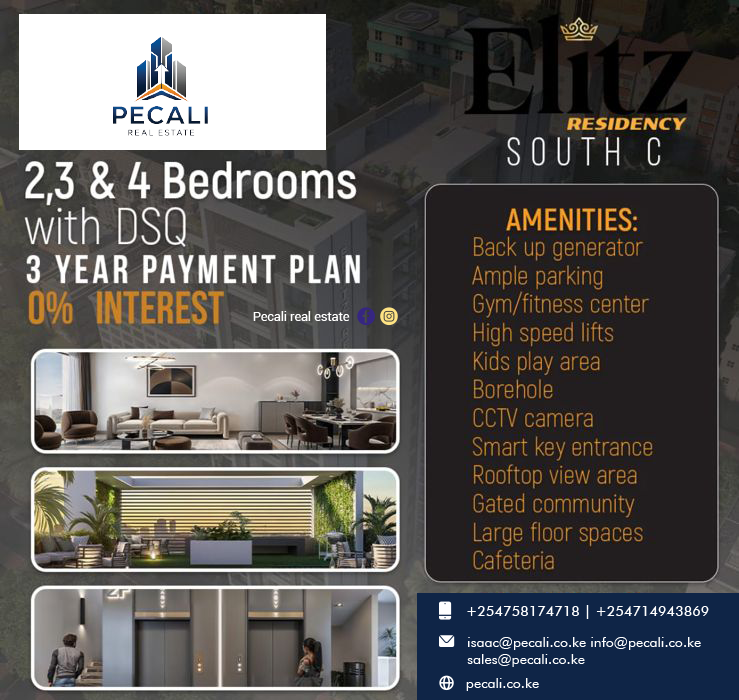 PECALI
REAL ESTATE
Elitz
RESIDENCY
SOUTH C
2,3 & 4 Bedrooms
with DSQ
3 YEAR PAYMENT PLAN
0% INTEREST
Pecali real estate
AMENITIES:
Back up generator
Ample parking
Gym/fitness center
High speed lifts
Kids play area
Borehole
CCTV camera
Smart key entrance
Rooftop view area
Gated community
Large floor spaces
Cafeteria
+254758174718 | +254714943869
isaac@pecali.co.ke info@pecali.co.ke
sales@pecali.co.ke
pecali.co.ke